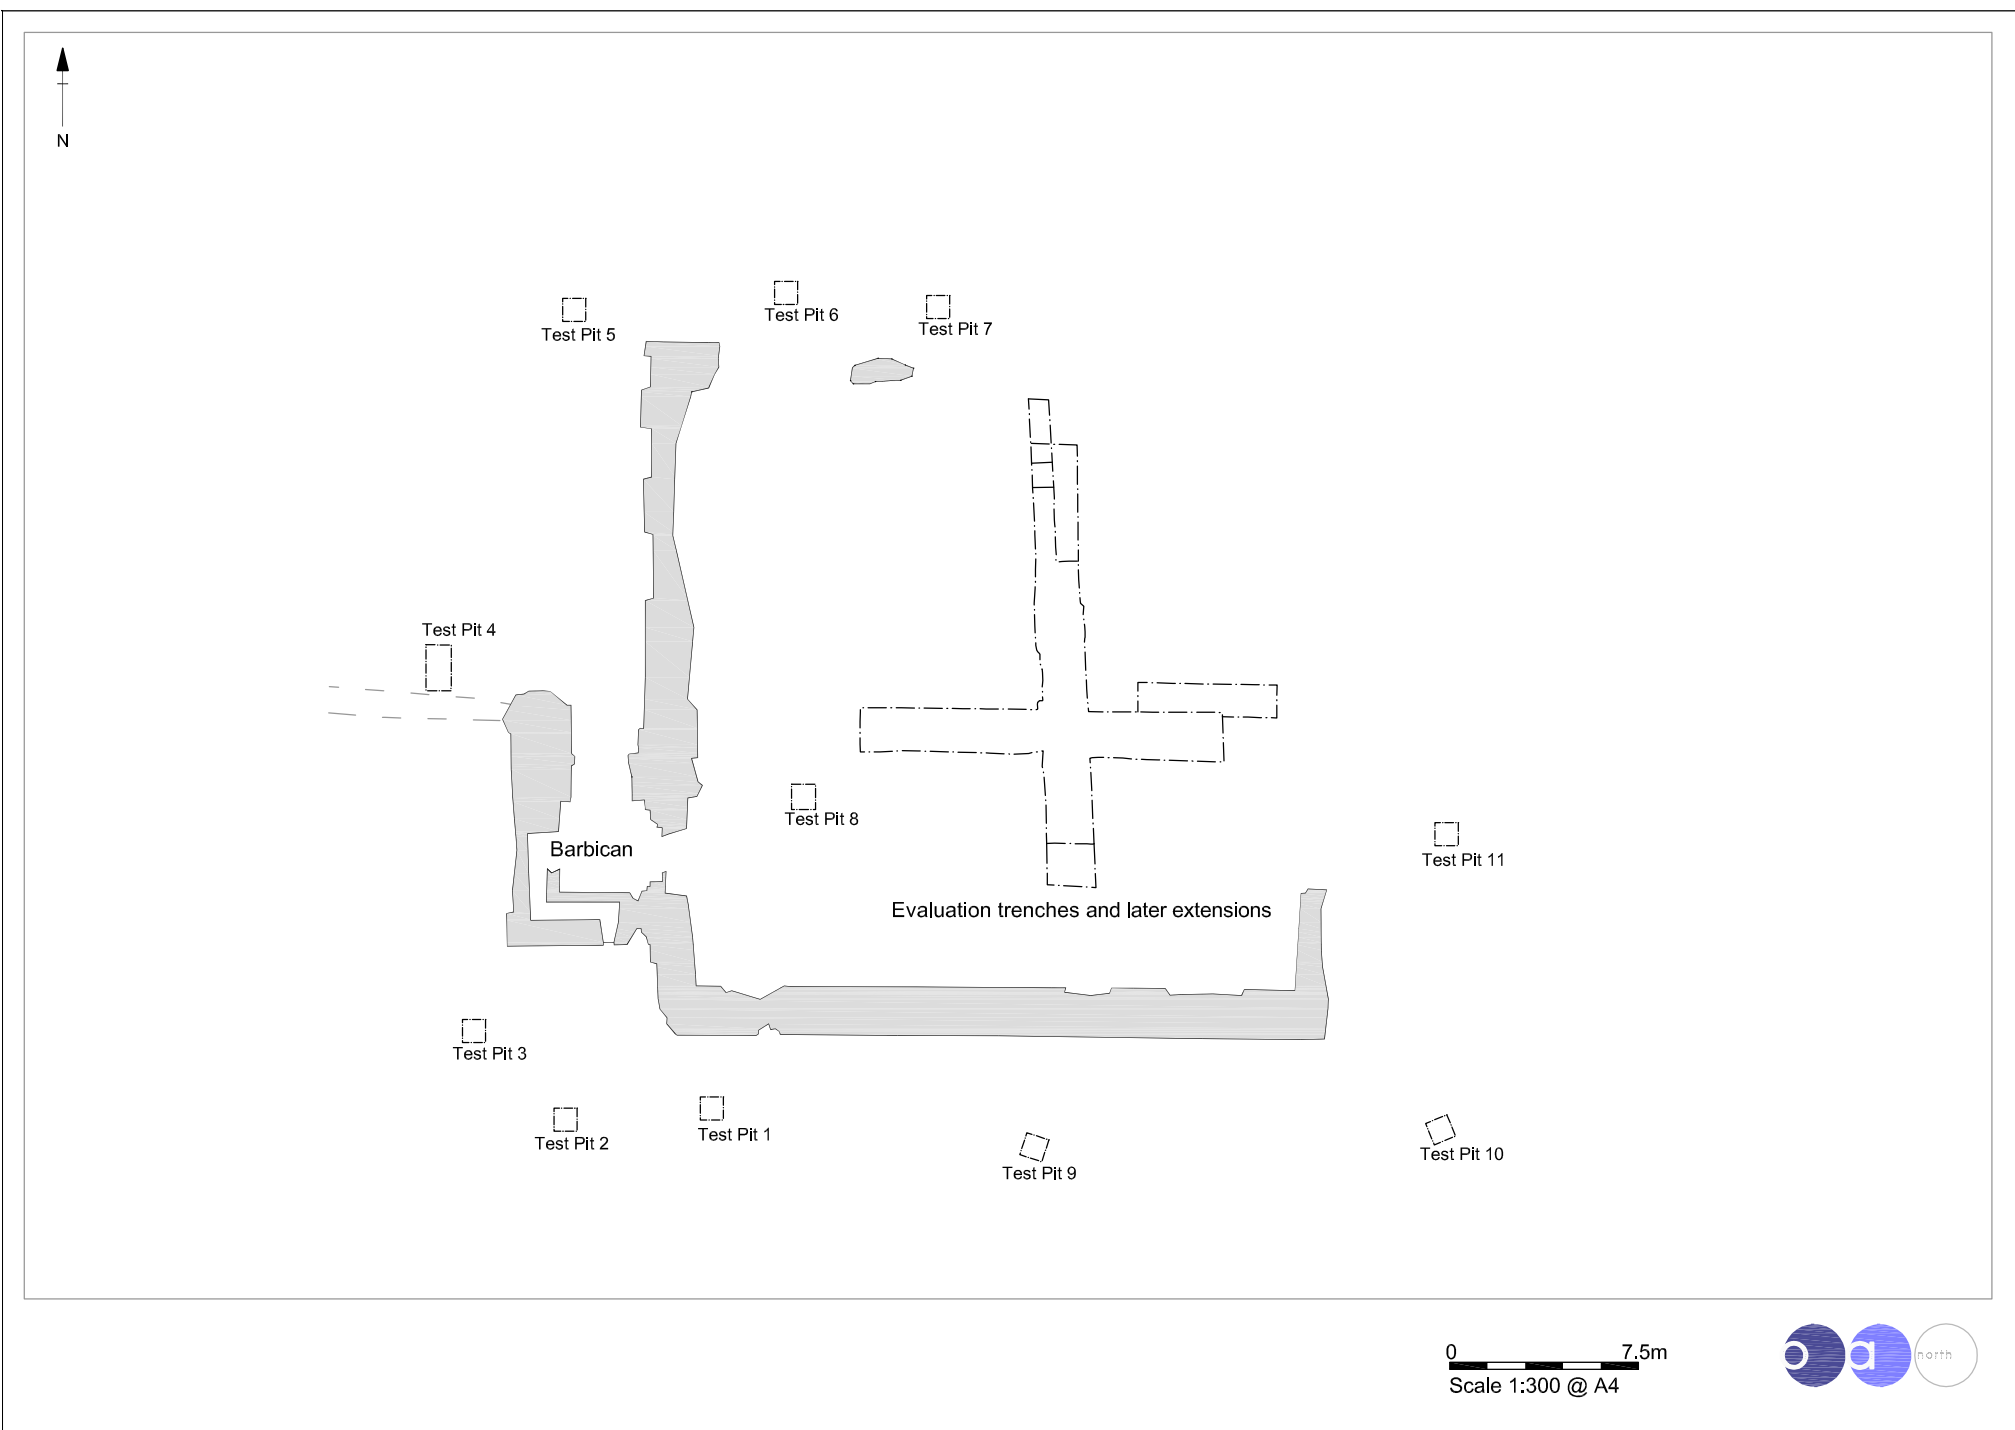 N
Test Pit 5
Test Pit 6
Test Pit 7
Test Pit 4
Test Pit 8
Barbican
Test Pit 11
Evaluation trenches and later extensions
Test Pit 3
Test Pit 2
Test Pit 1
Test Pit 9
Test Pit 10
0 7.5m
Scale 1:300 @ A4
o a north